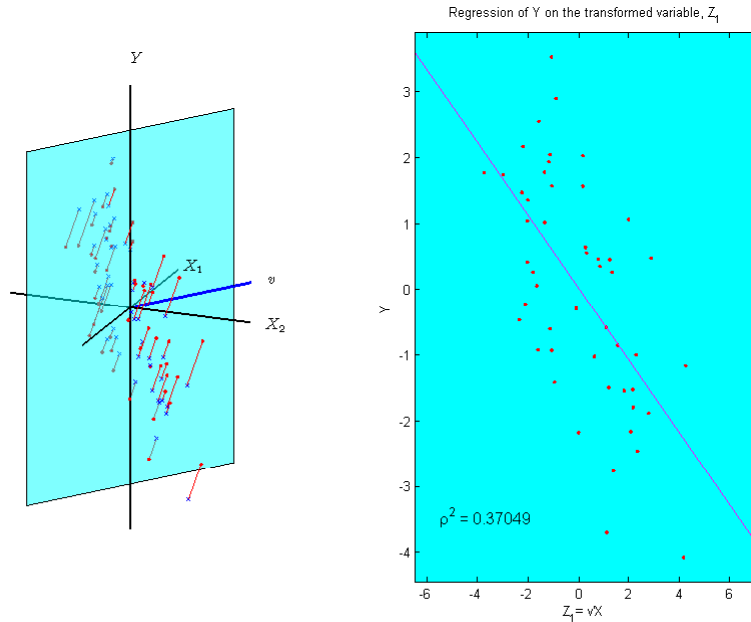 Regression of Y on the transformed variable, Z1
Y
X1
v
X2
3
2
1
0
-1
-2
-3
-4
Y
ρ2 = 0.37049
-6
-4
-2
0
2
4
6
Z1= v'X